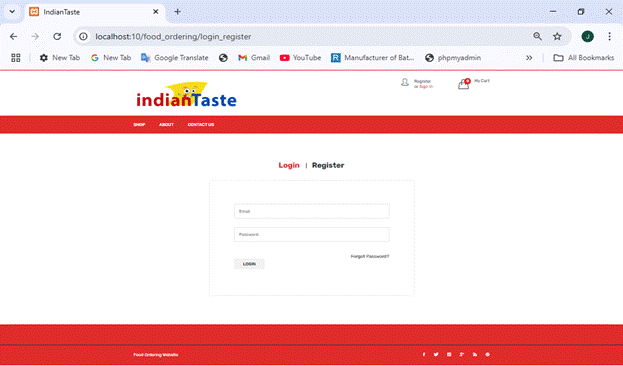 IndianTaste
localhost:10/food_ordering/login_register
New Tab New Tab Google Translate Gmail YouTube Manufacturer of Bat... phpmyadmin All Bookmarks
J
Register
or Sign in
My Cart
indianTaste
SHOP ABOUT CONTACT US
Login | Register
Email
Password
Forgot Password?
LOGIN
Food Ordering Website